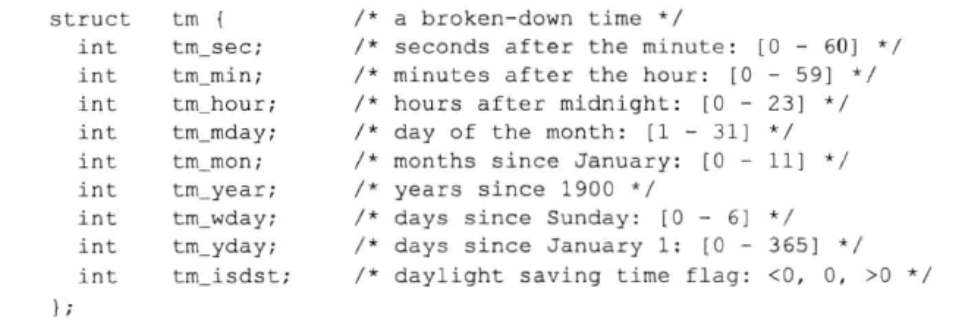 struct tm { /* a broken-down time */
int tm_sec; /* seconds after the minute: [0 - 60] */
int tm_min; /* minutes after the hour: [0 - 59] */
int tm_hour; /* hours after midnight: [0 - 23] */
int tm_mday; /* day of the month: [1 - 31] */
int tm_mon; /* months since January: [0 - 11] */
int tm_year; /* years since 1900 */
int tm_wday; /* days since Sunday: [0 - 6] */
int tm_yday; /* days since January 1: [0 - 365] */
int tm_isdst; /* daylight saving time flag: <0, 0, >0 */
};